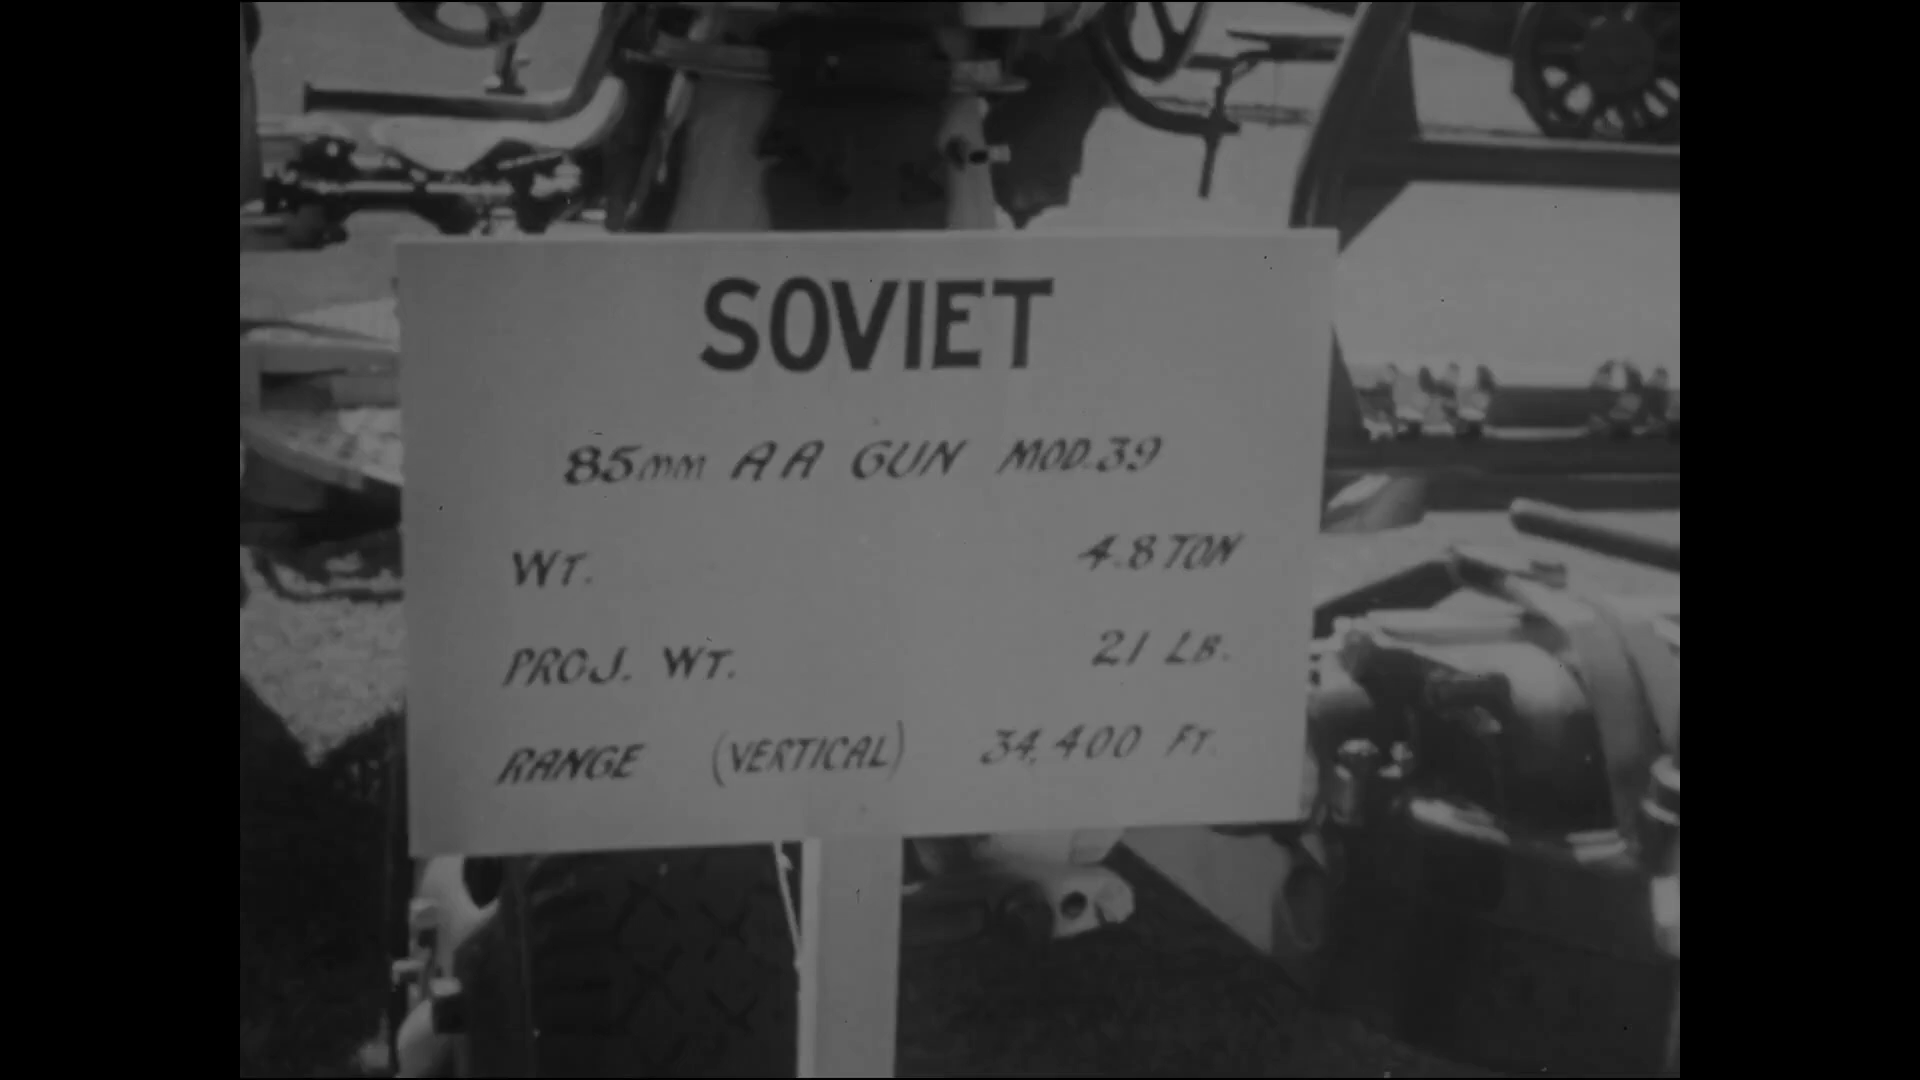 SOVIET
85mm AA GUN MOD.39
WT. 4.8 TON
PROJ. WT. 21 LB.
RANGE (VERTICAL) 34,400 FT.